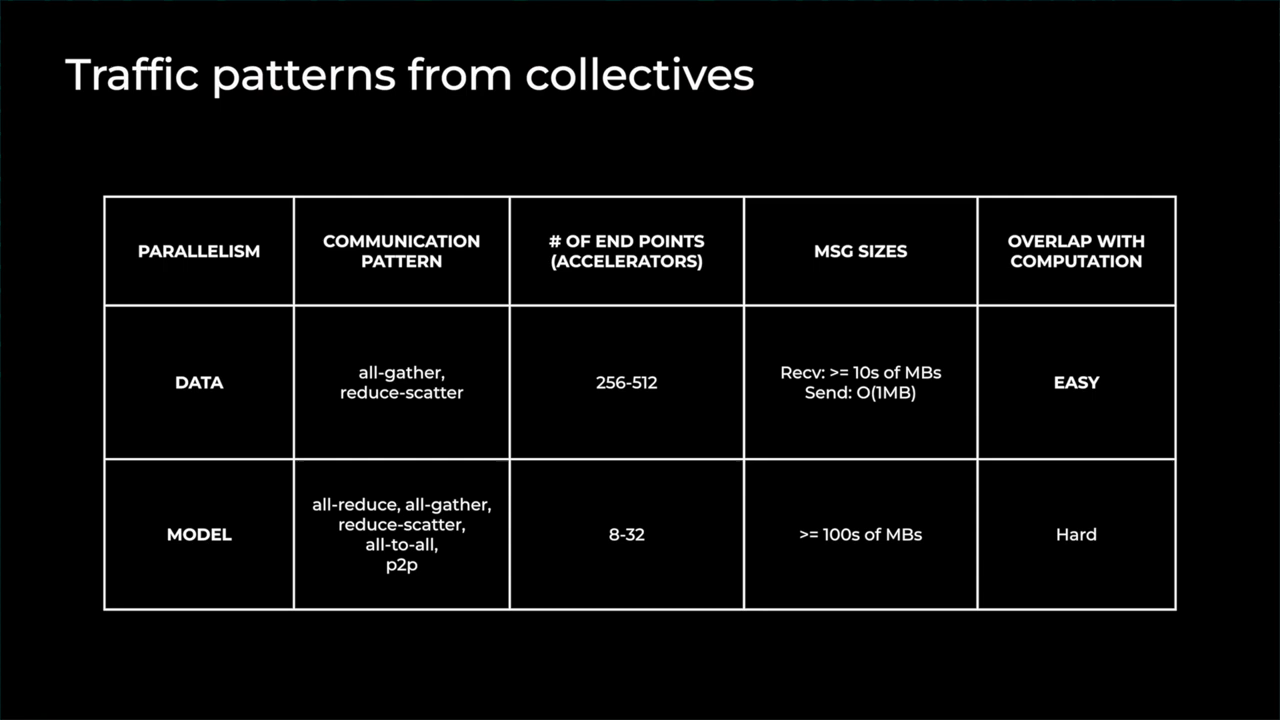 Traffic patterns from collectives
PARALLELISM
COMMUNICATION
PATTERN
# OF END POINTS
(ACCELERATORS)
MSG SIZES
OVERLAP WITH
COMPUTATION
DATA
all-gather,
reduce-scatter
256-512
Recv: >= 10s of MBs
Send: O(1MB)
EASY
MODEL
all-reduce, all-gather,
reduce-scatter,
all-to-all,
p2p
8-32
>= 100s of MBs
Hard